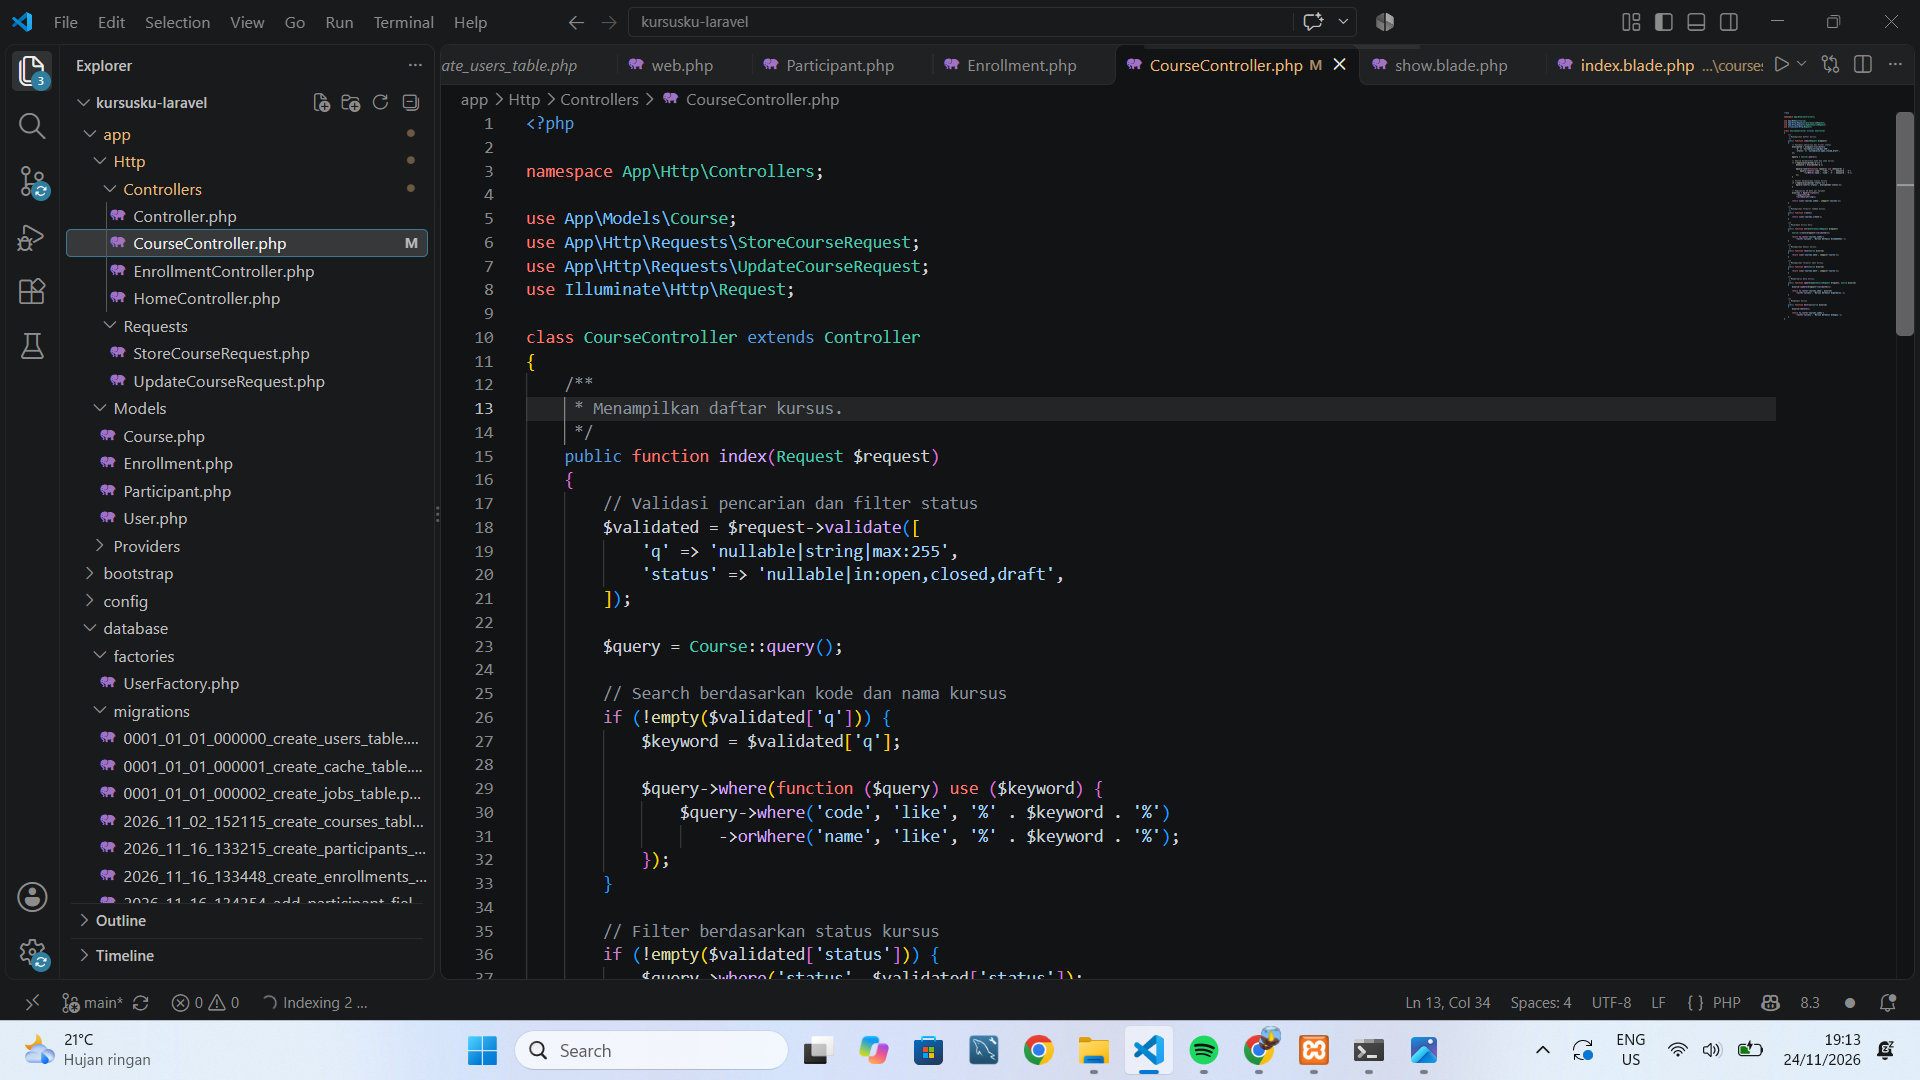 File Edit Selection View Go Run Terminal Help
kursusku-laravel
Explorer
kursusku-laravel
app
Http
Controllers
Controller.php
CourseController.php M
EnrollmentController.php
HomeController.php
Requests
StoreCourseRequest.php
UpdateCourseRequest.php
Models
Course.php
Enrollment.php
Participant.php
User.php
Providers
bootstrap
config
database
factories
UserFactory.php
migrations
0001_01_01_000000_create_users_table....
0001_01_01_000001_create_cache_table....
0001_01_01_000002_create_jobs_table.p...
2026_11_02_152115_create_courses_tabl...
2026_11_16_133215_create_participants_...
2026_11_16_133448_create_enrollments_...
Outline
Timeline
ate_users_table.php web.php Participant.php Enrollment.php CourseController.php M show.blade.php index.blade.php ...\courses
app > Http > Controllers > CourseController.php
1 <?php
2
3 namespace App\Http\Controllers;
4
5 use App\Models\Course;
6 use App\Http\Requests\StoreCourseRequest;
7 use App\Http\Requests\UpdateCourseRequest;
8 use Illuminate\Http\Request;
9
10 class CourseController extends Controller
11 {
12 /**
13 * Menampilkan daftar kursus.
14 */
15 public function index(Request $request)
16 {
17 // Validasi pencarian dan filter status
18 $validated = $request->validate([
19 'q' => 'nullable|string|max:255',
20 'status' => 'nullable|in:open,closed,draft',
21 ]);
22
23 $query = Course::query();
24
25 // Search berdasarkan kode dan nama kursus
26 if (!empty($validated['q'])) {
27 $keyword = $validated['q'];
28
29 $query->where(function ($query) use ($keyword) {
30 $query->where('code', 'like', '%' . $keyword . '%')
31 ->orWhere('name', 'like', '%' . $keyword . '%');
32 });
33 }
34
35 // Filter berdasarkan status kursus
36 if (!empty($validated['status'])) {
37 $query->where('status', $validated['status']);
main* 0 0 Indexing 2 ... Ln 13, Col 34 Spaces: 4 UTF-8 LF { } PHP 8.3
3
21°C
Hujan ringan
Search
ENG
US
19:13
24/11/2026